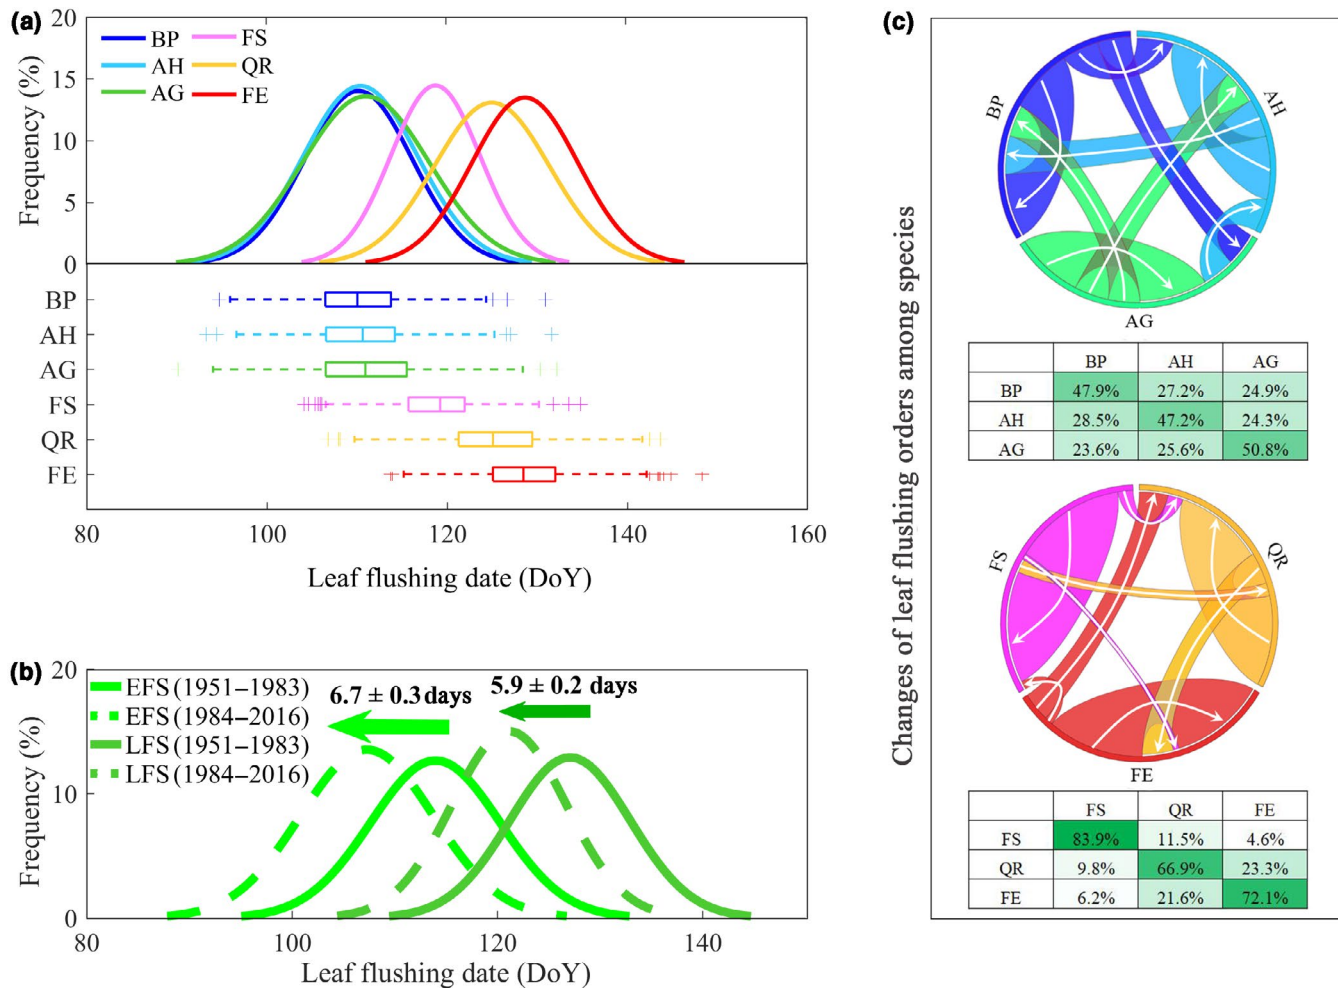 (a)
20
15
10
5
0
Frequency (%)
BP FS
AH QR
AG FE
BP
AH
AG
FS
QR
FE
80 100 120 140 160
Leaf flushing date (DoY)
(b)
20
10
0
Frequency (%)
EFS (1951–1983)
EFS (1984–2016)
LFS (1951–1983)
LFS (1984–2016)
6.7 ± 0.3 days
5.9 ± 0.2 days
80 100 120 140
Leaf flushing date (DoY)
(c)
Changes of leaf flushing orders among species
BP
AH
AG
BP AH AG
BP 47.9% 27.2% 24.9%
AH 28.5% 47.2% 24.3%
AG 23.6% 25.6% 50.8%
FS
QR
FE
FS QR FE
FS 83.9% 11.5% 4.6%
QR 9.8% 66.9% 23.3%
FE 6.2% 21.6% 72.1%